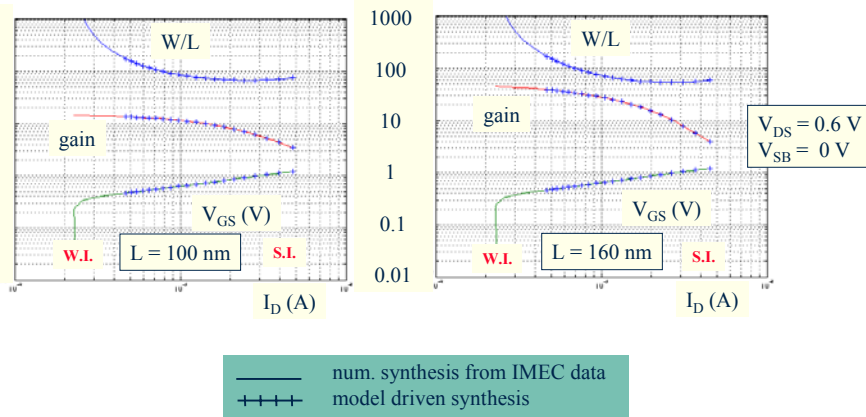 W/L
gain
V_GS (V)
W.I.
L = 100 nm
S.I.
I_D (A)
1000
100
10
1
0.1
0.01
W/L
gain
V_GS (V)
W.I.
L = 160 nm
S.I.
I_D (A)
V_DS = 0.6 V
V_SB = 0 V
num. synthesis from IMEC data
model driven synthesis